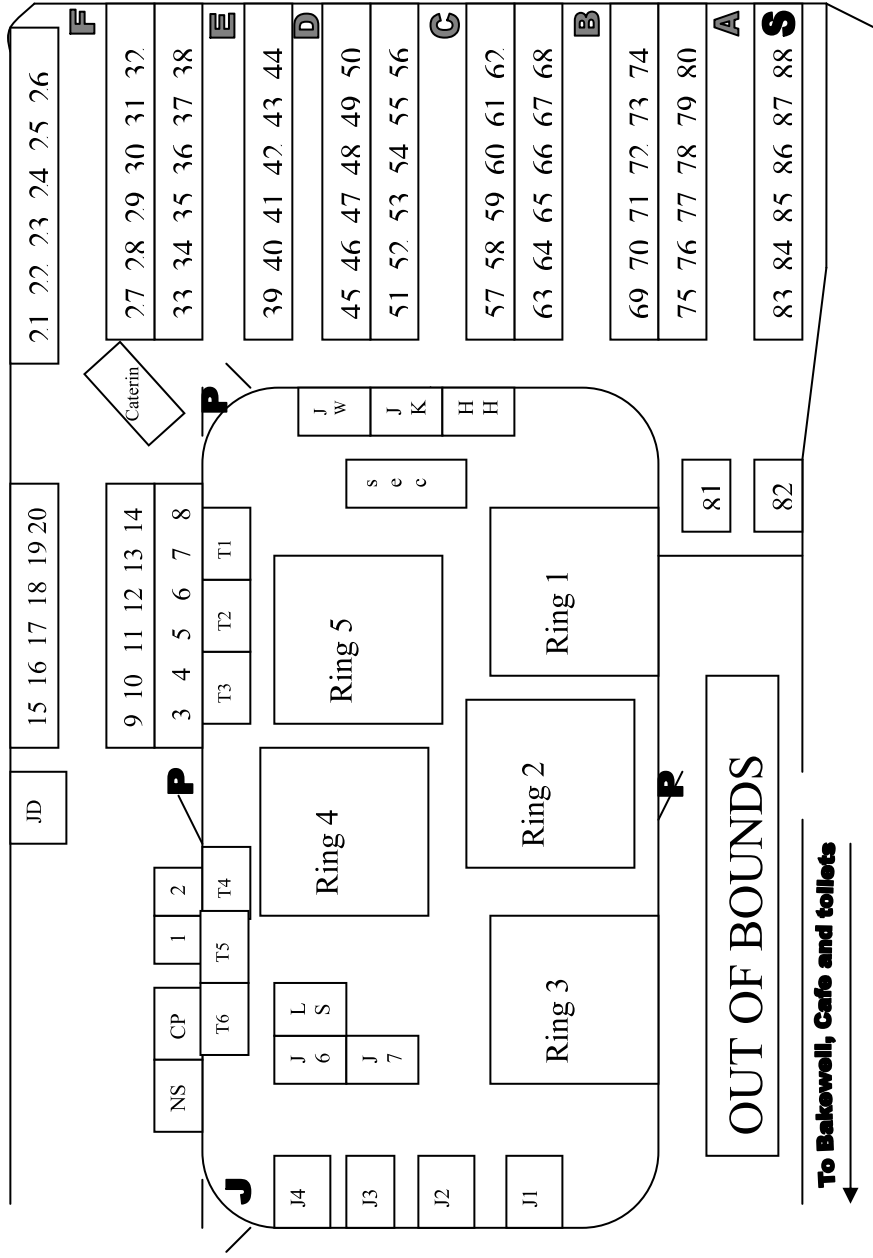 JD
15 16 17 18 19 20
21 22 23 24 25 26
F
Caterin
9 10 11 12 13 14
27 28 29 30 31 32
NS
CP
1
2
P
3 4 5 6 7 8
33 34 35 36 37 38
J
T6
T5
T4
T3
T2
T1
P
E
39 40 41 42 43 44
J4
J
6
L
S
Ring 4
Ring 5
J
W
D
45 46 47 48 49 50
J3
J
7
s
e
c
J
K
51 52 53 54 55 56
J2
C
H
H
57 58 59 60 61 62
J1
Ring 3
Ring 2
Ring 1
63 64 65 66 67 68
B
69 70 71 72 73 74
P
81
75 76 77 78 79 80
A
OUT OF BOUNDS
82
83 84 85 86 87 88
S
To Bakewell, Cafe and toilets